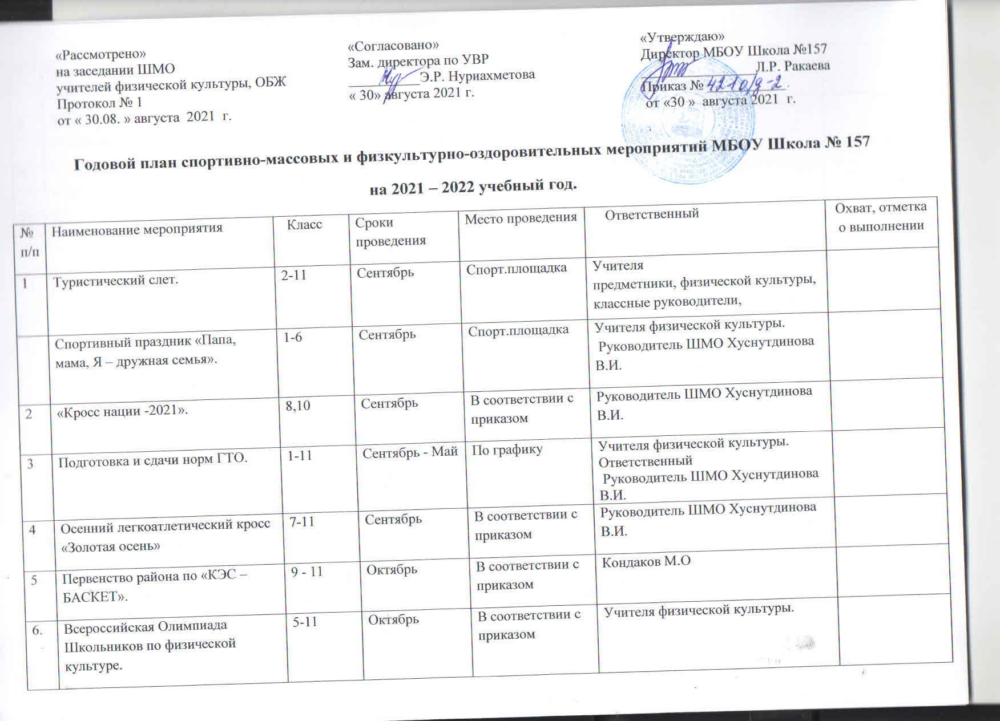 «Рассмотрено»
на заседании ШМО
учителей физической культуры, ОБЖ
Протокол № 1
от « 30.08. » августа 2021 г.
«Согласовано»
Зам. директора по УВР
__________Э.Р. Нуриахметова
« 30» августа 2021 г.
«Утверждаю»
Директор МБОУ Школа №157
________________Л.Р. Ракаева
Приказ № 421 о/д-2
от «30 » августа 2021 г.
Годовой план спортивно-массовых и физкультурно-оздоровительных мероприятий МБОУ Школа № 157
на 2021 – 2022 учебный год.
№ п/п Наименование мероприятия Класс Сроки проведения Место проведения Ответственный Охват, отметка о выполнении
1 Туристический слет. 2-11 Сентябрь Спорт.площадка Учителя
предметники, физической культуры,
классные руководители,
Спортивный праздник «Папа, 1-6 Сентябрь Спорт.площадка Учителя физической культуры.
мама, Я – дружная семья». Руководитель ШМО Хуснутдинова
В.И.
2 «Кросс нации -2021». 8,10 Сентябрь В соответствии с Руководитель ШМО Хуснутдинова
приказом В.И.
3 Подготовка и сдачи норм ГТО. 1-11 Сентябрь - Май По графику Учителя физической культуры.
Ответственный
Руководитель ШМО Хуснутдинова
В.И.
4 Осенний легкоатлетический кросс 7-11 Сентябрь В соответствии с Руководитель ШМО Хуснутдинова
«Золотая осень» приказом В.И.
5 Первенство района по «КЭС – 9 - 11 Октябрь В соответствии с Кондаков М.О
БАСКЕТ». приказом
6. Всероссийская Олимпиада 5-11 Октябрь В соответствии с Учителя физической культуры.
Школьников по физической приказом
культуре.